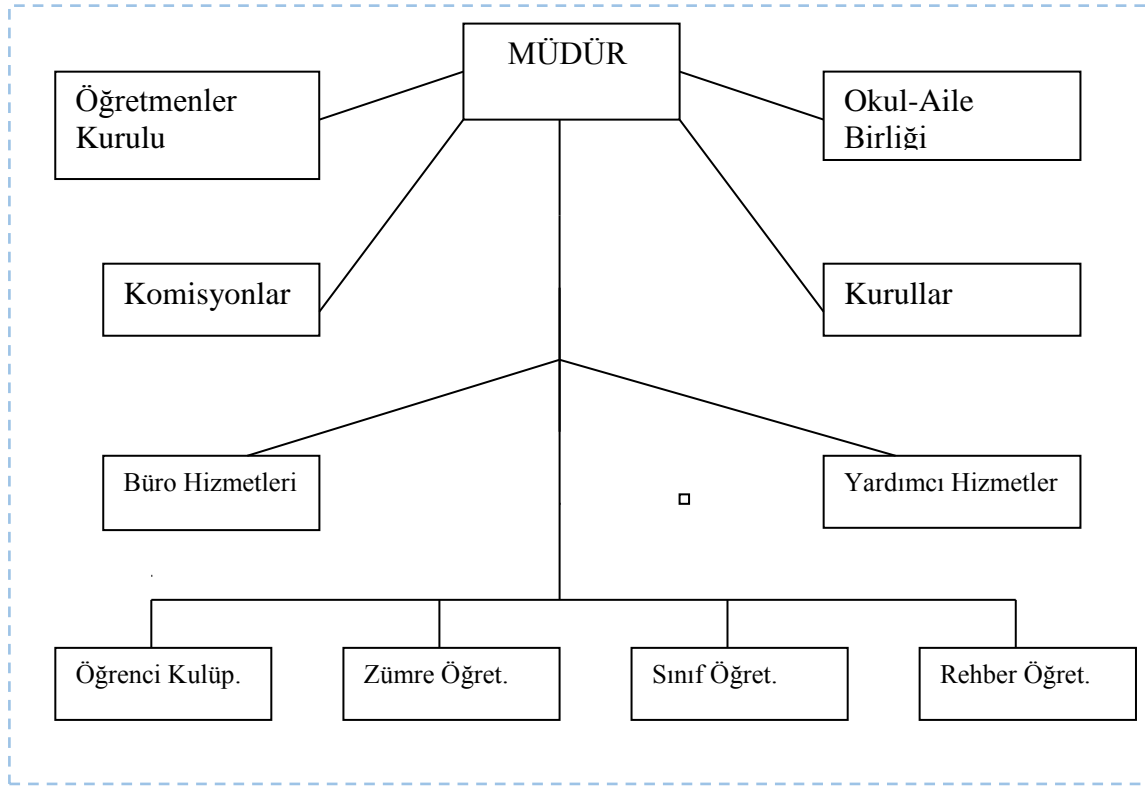 MÜDÜR
Öğretmenler
Kurulu
Okul-Aile
Birliği
Komisyonlar
Kurullar
Büro Hizmetleri
Yardımcı Hizmetler
Öğrenci Kulüp.
Zümre Öğret.
Sınıf Öğret.
Rehber Öğret.